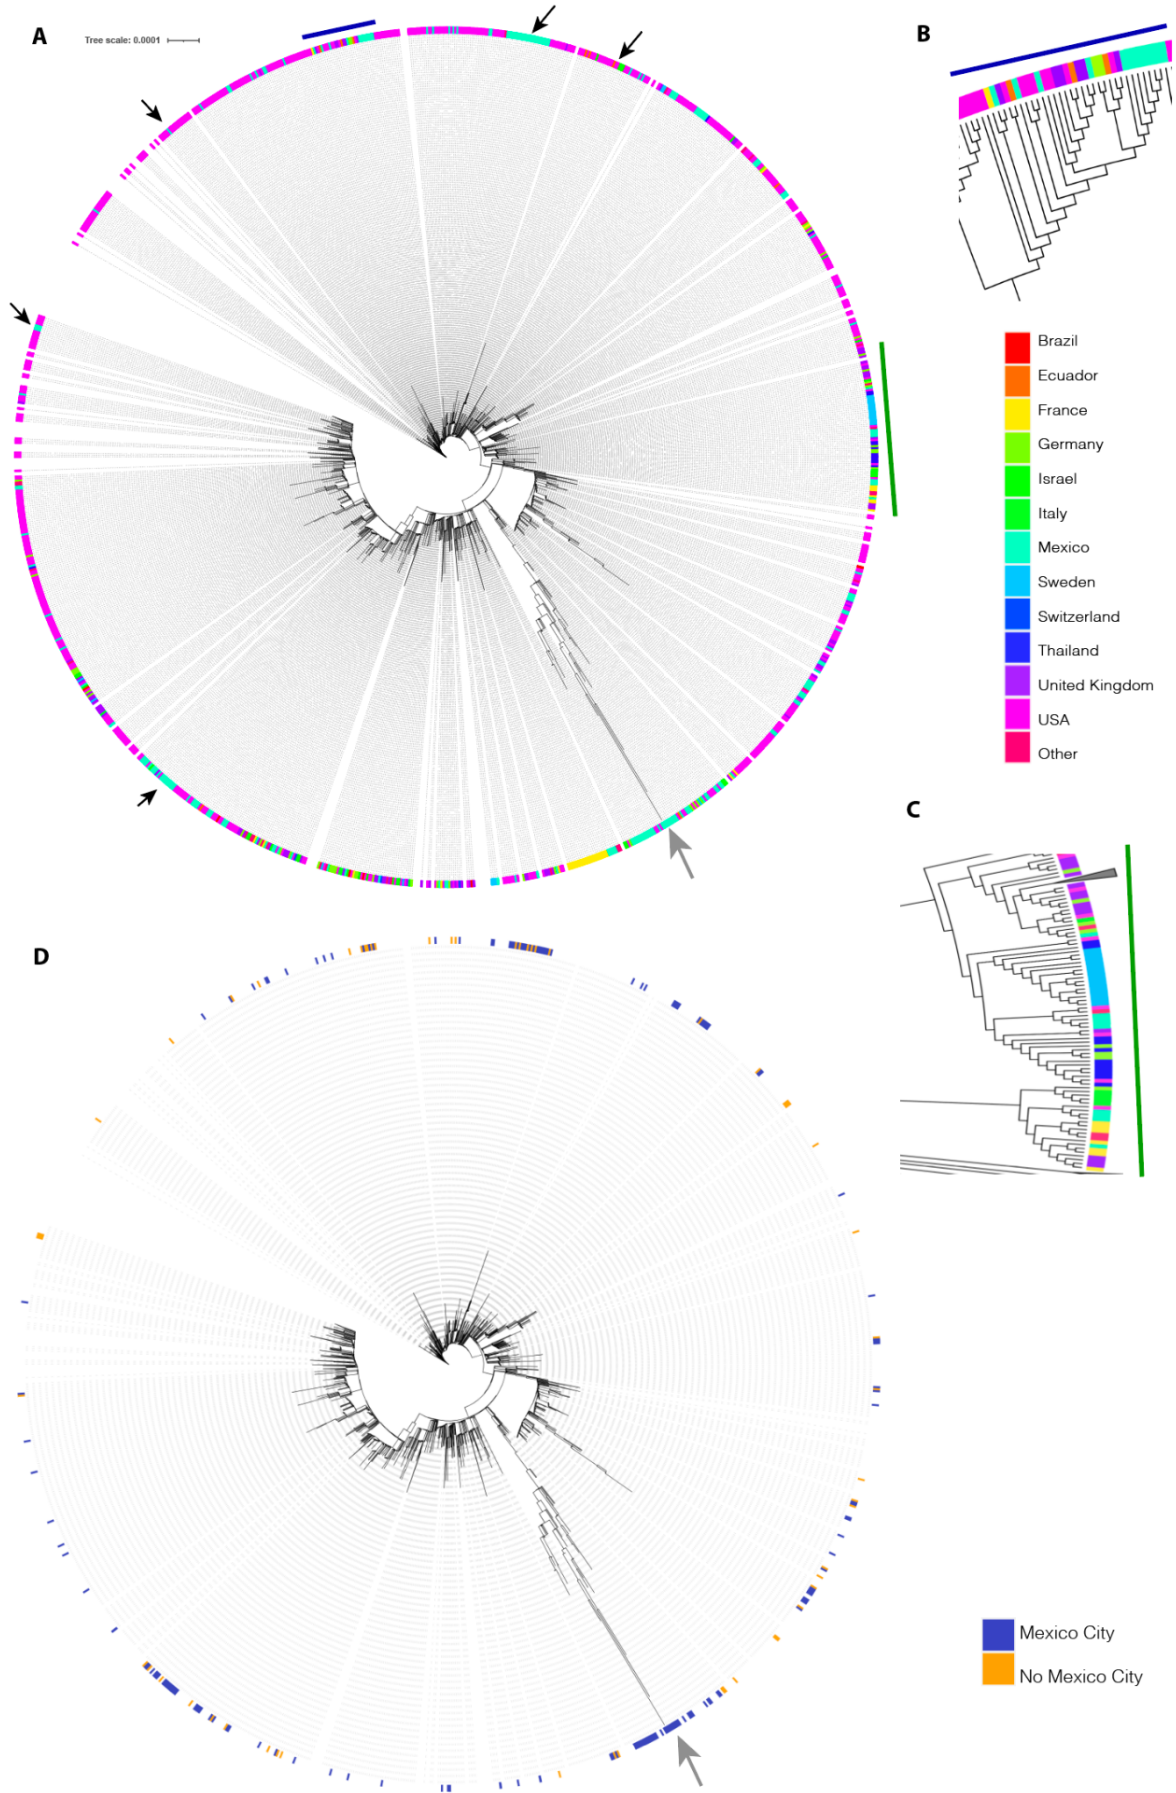 A
Tree scale: 0.0001
B
Brazil
Ecuador
France
Germany
Israel
Italy
Mexico
Sweden
Switzerland
Thailand
United Kingdom
USA
Other
C
D
Mexico City
No Mexico City